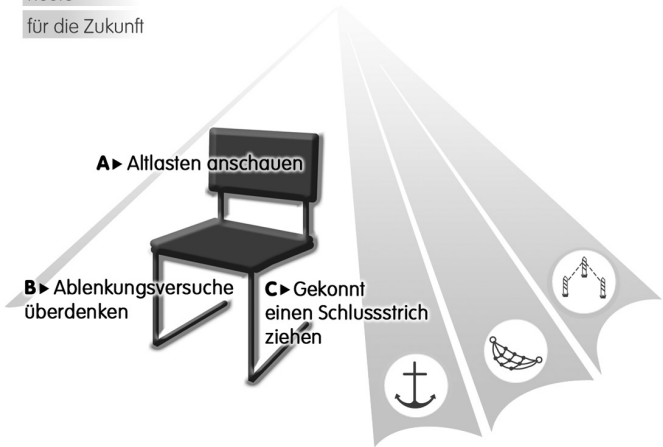 für die Zukunft
A▸ Altlasten anschauen
B▸ Ablenkungsversuche
überdenken
C▸ Gekonnt
einen Schlussstrich
ziehen